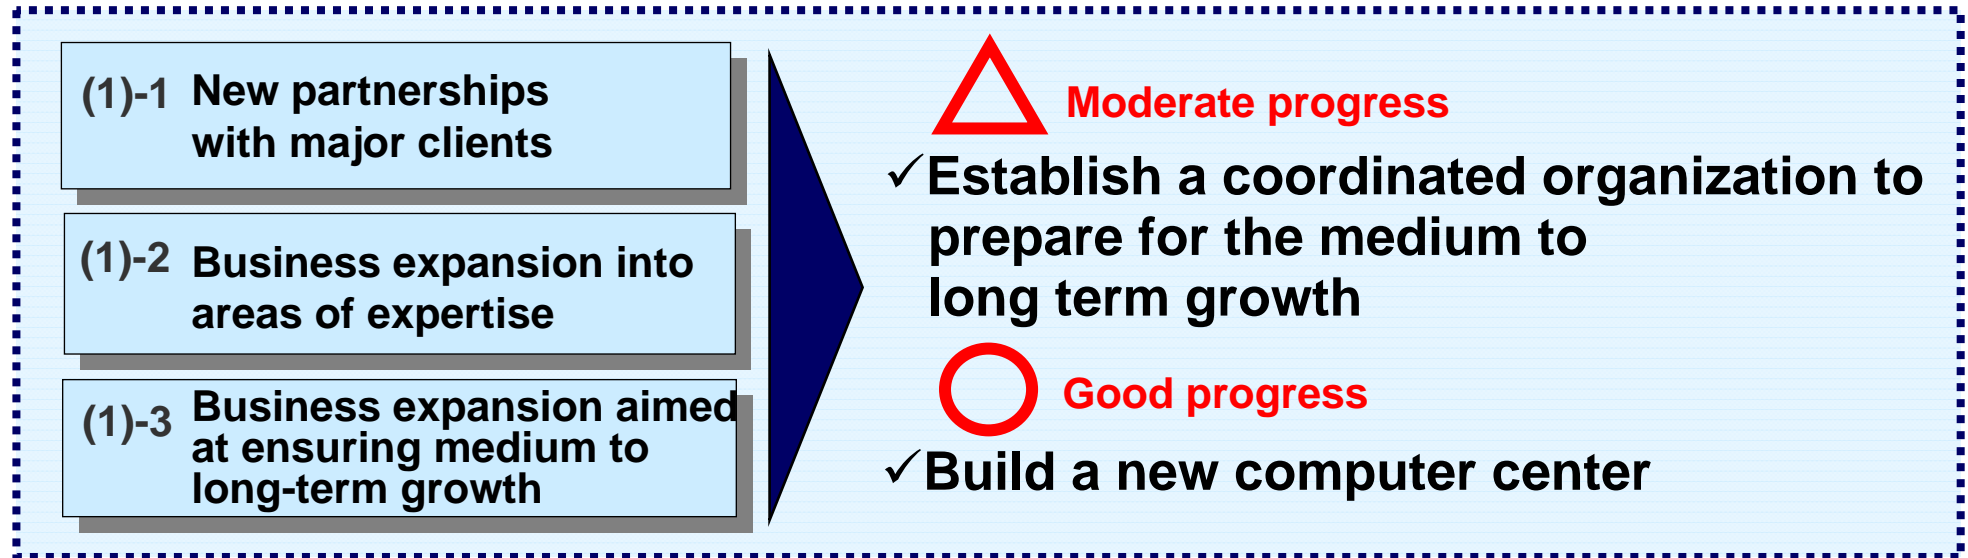 (1)-1 New partnerships
with major clients
(1)-2 Business expansion into
areas of expertise
(1)-3 Business expansion aimed
at ensuring medium to
long-term growth
Moderate progress
✓Establish a coordinated organization to
prepare for the medium to
long term growth
Good progress
✓Build a new computer center